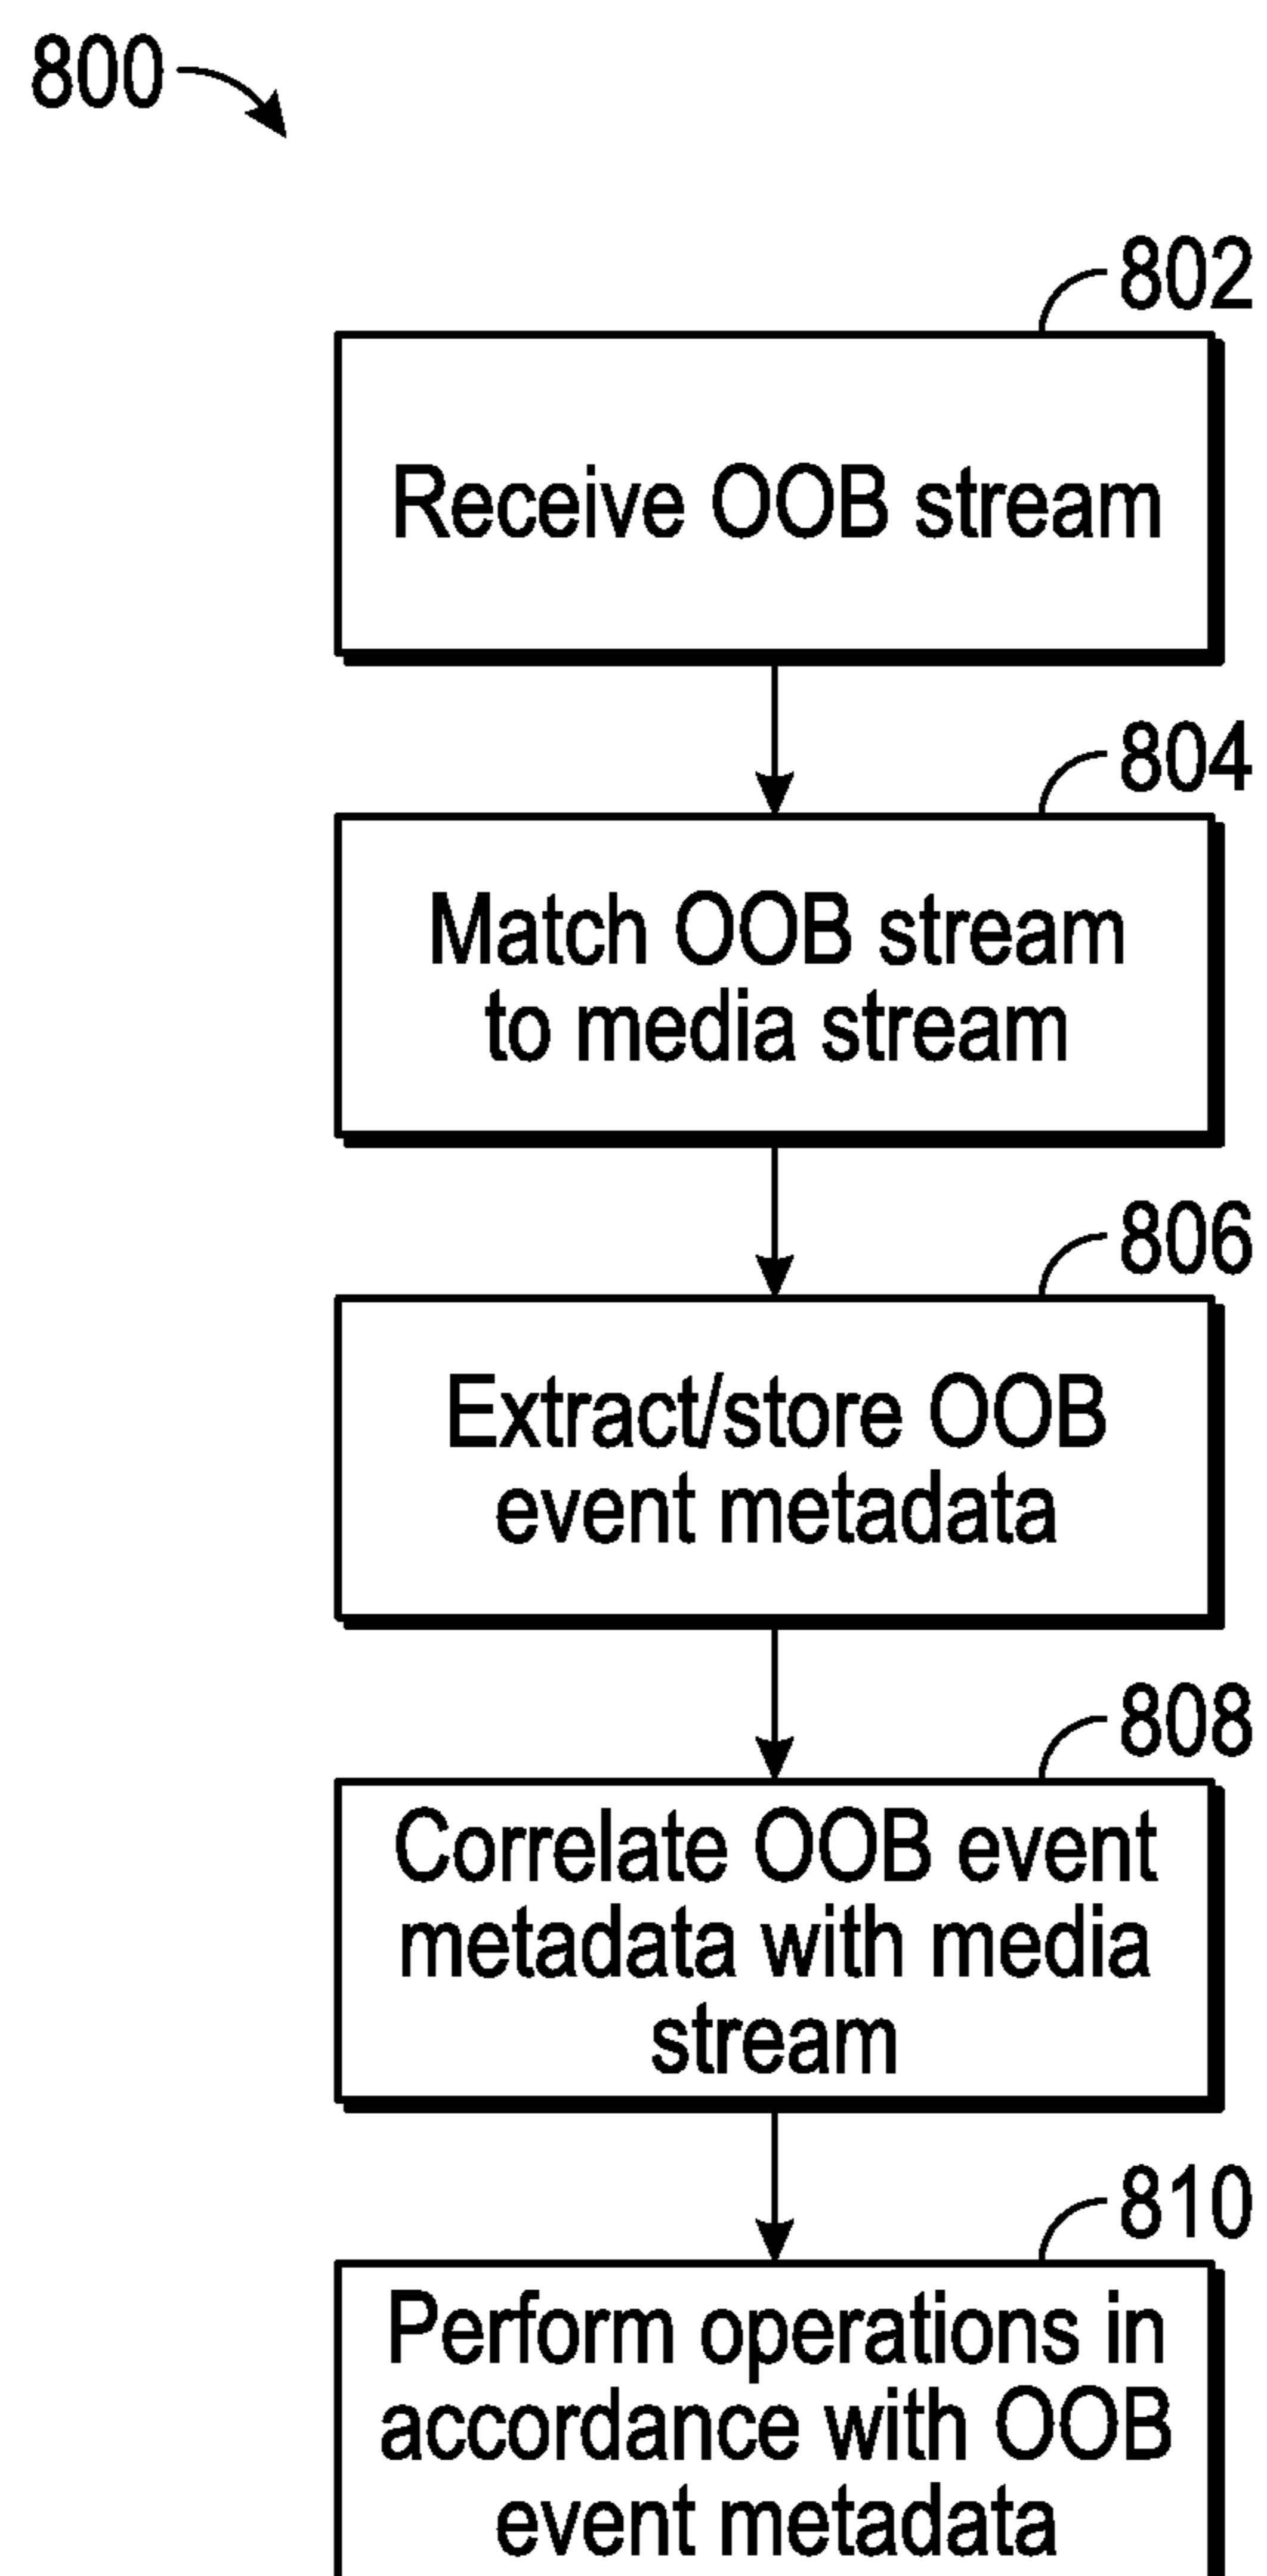 800
802
Receive OOB stream
804
Match OOB stream
to media stream
806
Extract/store OOB
event metadata
808
Correlate OOB event
metadata with media
stream
810
Perform operations in
accordance with OOB
event metadata